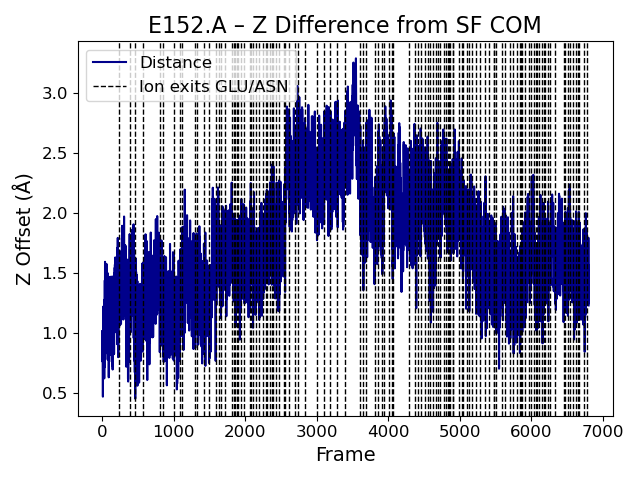 E152.A – Z Difference from SF COM
Distance
Ion exits GLU/ASN
Z Offset (Å)
3.0
2.5
2.0
1.5
1.0
0.5
0 1000 2000 3000 4000 5000 6000 7000
Frame